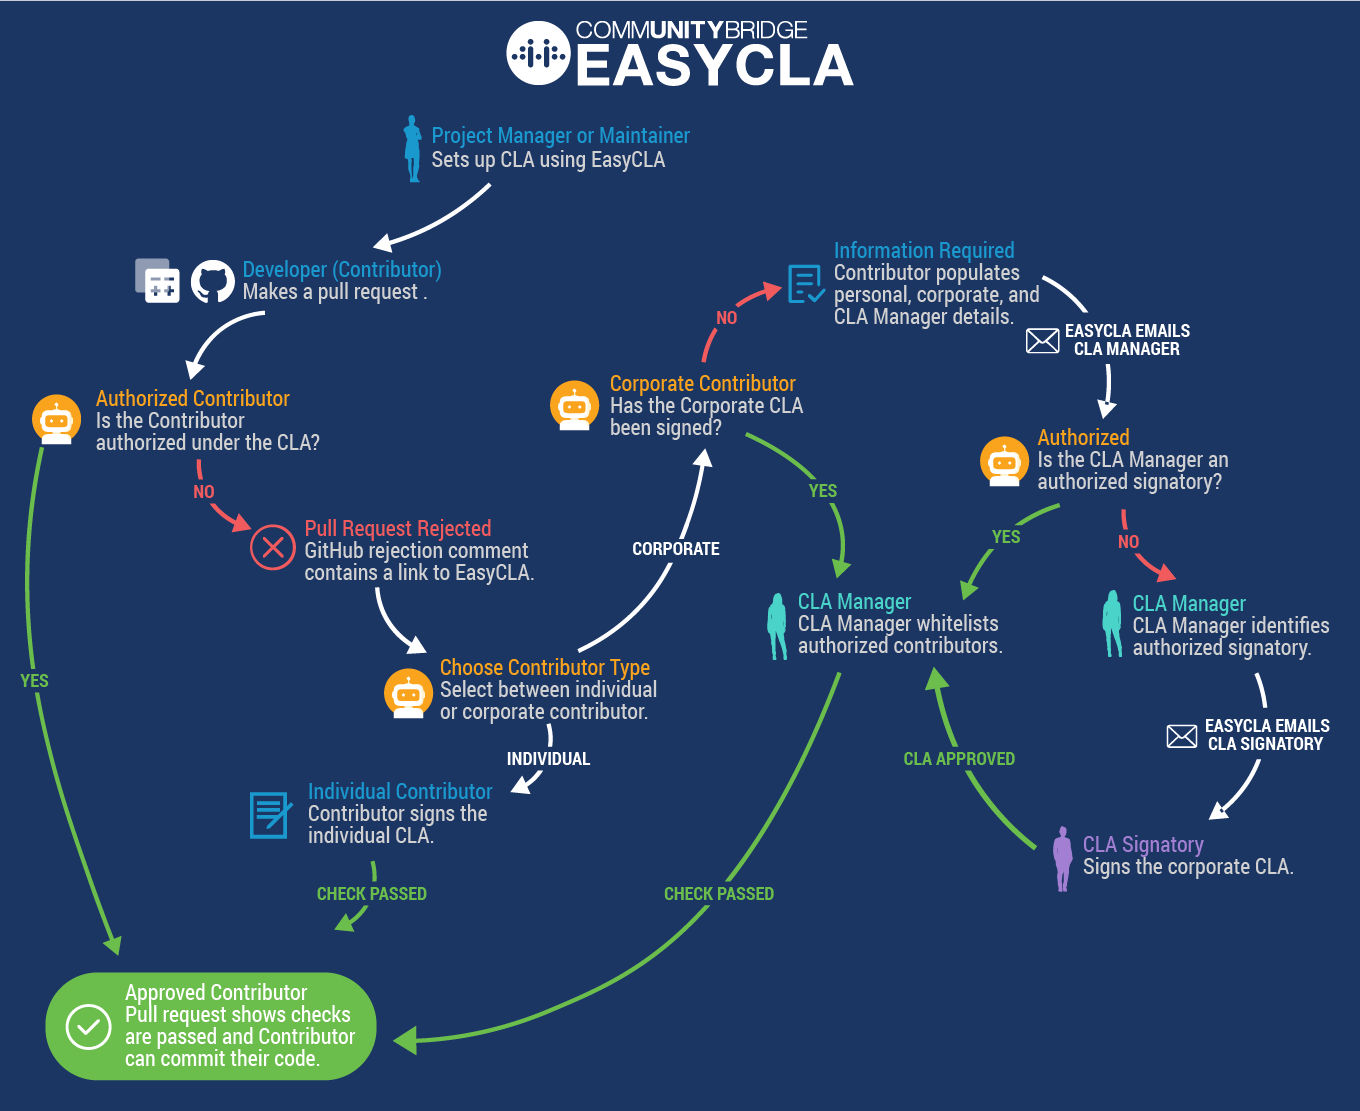 COMMUNITYBRIDGE
EASYCLA
Project Manager or Maintainer
Sets up CLA using EasyCLA
Developer (Contributor)
Makes a pull request .
Authorized Contributor
Is the Contributor
authorized under the CLA?
NO
YES
Pull Request Rejected
GitHub rejection comment
contains a link to EasyCLA.
Choose Contributor Type
Select between individual
or corporate contributor.
INDIVIDUAL
Individual Contributor
Contributor signs the
individual CLA.
CHECK PASSED
CORPORATE
Corporate Contributor
Has the Corporate CLA
been signed?
NO
YES
Information Required
Contributor populates
personal, corporate, and
CLA Manager details.
EASYCLA EMAILS
CLA MANAGER
Authorized
Is the CLA Manager an
authorized signatory?
YES
NO
CLA Manager
CLA Manager whitelists
authorized contributors.
CLA Manager
CLA Manager identifies
authorized signatory.
EASYCLA EMAILS
CLA SIGNATORY
CLA Signatory
Signs the corporate CLA.
CLA APPROVED
CHECK PASSED
Approved Contributor
Pull request shows checks
are passed and Contributor
can commit their code.